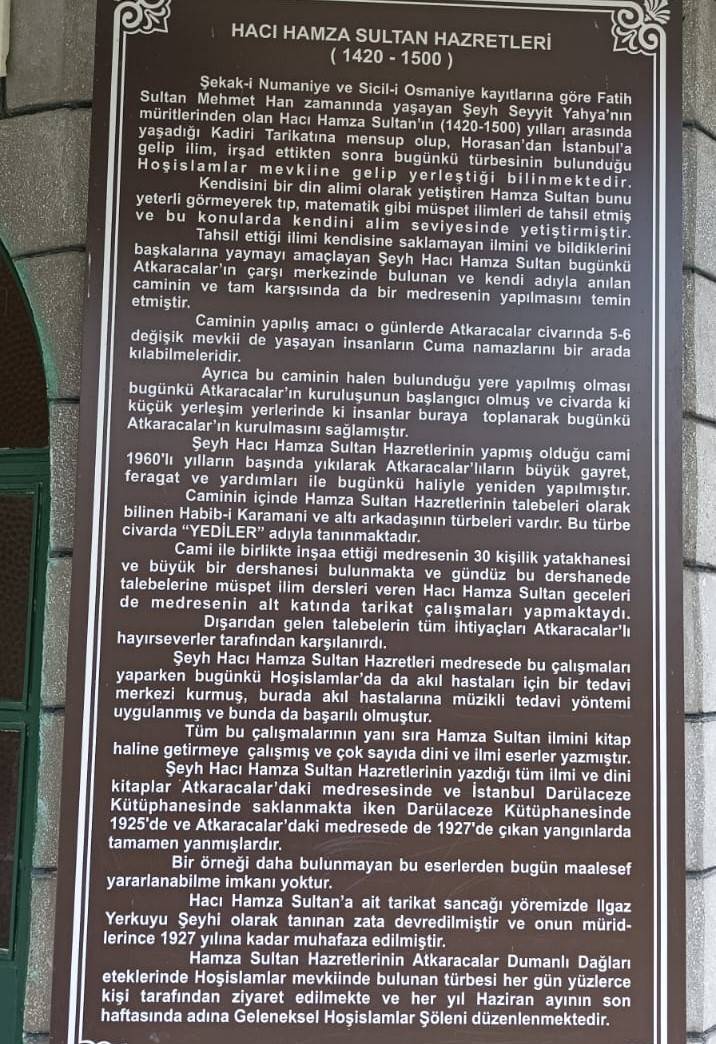 HACI HAMZA SULTAN HAZRETLERİ
( 1420 - 1500 )
Şekak-i Numaniye ve Sicil-i Osmaniye kayıtlarına göre Fatih
Sultan Mehmet Han zamanında yaşayan Şeyh Seyyit Yahya'nın
müritlerinden olan Hacı Hamza Sultan'ın (1420-1500) yılları arasında
yaşadığı Kadiri Tarikatına mensup olup, Horasan'dan İstanbul'a
gelip ilim, irşad ettikten sonra bugünkü türbesinin bulunduğu
Hoşislamlar mevkiine gelip yerleştiği bilinmektedir.
Kendisini bir din alimi olarak yetiştiren Hamza Sultan bunu
yeterli görmeyerek tıp, matematik gibi müspet ilimleri de tahsil etmiş
ve bu konularda kendini alim seviyesinde yetiştirmiştir.
Tahsil ettiği ilimi kendisine saklamayan ilmini ve bildiklerini
başkalarına yaymayı amaçlayan Şeyh Hacı Hamza Sultan bugünkü
Atkaracalar'ın çarşı merkezinde bulunan ve kendi adıyla anılan
caminin ve tam karşısında da bir medresenin yapılmasını temin
etmiştir.
Caminin yapılış amacı o günlerde Atkaracalar civarında 5-6
değişik mevkii de yaşayan insanların Cuma namazlarını bir arada
kılabilmeleridir.
Ayrıca bu caminin halen bulunduğu yere yapılmış olması
bugünkü Atkaracalar'ın kuruluşunun başlangıcı olmuş ve civarda ki
küçük yerleşim yerlerinde ki insanlar buraya toplanarak bugünkü
Atkaracalar'ın kurulmasını sağlamıştır.
Şeyh Hacı Hamza Sultan Hazretlerinin yapmış olduğu cami
1960'lı yılların başında yıkılarak Atkaracalar'lıların büyük gayret,
feragat ve yardımları ile bugünkü haliyle yeniden yapılmıştır.
Caminin içinde Hamza Sultan Hazretlerinin talebeleri olarak
bilinen Habib-i Karamani ve altı arkadaşının türbeleri vardır. Bu türbe
civarda "YEDİLER" adıyla tanınmaktadır.
Cami ile birlikte inşaa ettiği medresenin 30 kişilik yatakhanesi
ve büyük bir dershanesi bulunmakta ve gündüz bu dershanede
talebelerine müspet ilim dersleri veren Hacı Hamza Sultan geceleri
de medresenin alt katında tarikat çalışmaları yapmaktaydı.
Dışarıdan gelen talebelerin tüm ihtiyaçları Atkaracalar'lı
hayırseverler tarafından karşılanırdı.
Şeyh Hacı Hamza Sultan Hazretleri medresede bu çalışmaları
yaparken bugünkü Hoşislamlar'da da akıl hastaları için bir tedavi
merkezi kurmuş, burada akıl hastalarına müzikli tedavi yöntemi
uygulanmış ve bunda da başarılı olmuştur.
Tüm bu çalışmalarının yanı sıra Hamza Sultan ilmini kitap
haline getirmeye çalışmış ve çok sayıda dini ve ilmi eserler yazmıştır.
Şeyh Hacı Hamza Sultan Hazretlerinin yazdığı tüm ilmi ve dini
kitaplar Atkaracalar'daki medresesinde ve İstanbul Darülaceze
Kütüphanesinde saklanmakta iken Darülaceze Kütüphanesinde
1925'de ve Atkaracalar'daki medresede de 1927'de çıkan yangınlarda
tamamen yanmışlardır.
Bir örneği daha bulunmayan bu eserlerden bugün maalesef
yararlanabilme imkanı yoktur.
Hacı Hamza Sultan'a ait tarikat sancağı yöremizde Ilgaz
Yerkuyu Şeyhi olarak tanınan zata devredilmiştir ve onun mürid-
lerince 1927 yılına kadar muhafaza edilmiştir.
Hamza Sultan Hazretlerinin Atkaracalar Dumanlı Dağları
eteklerinde Hoşislamlar mevkiinde bulunan türbesi her gün yüzlerce
kişi tarafından ziyaret edilmekte ve her yıl Haziran ayının son
haftasında adına Geleneksel Hoşislamlar Şöleni düzenlenmektedir.